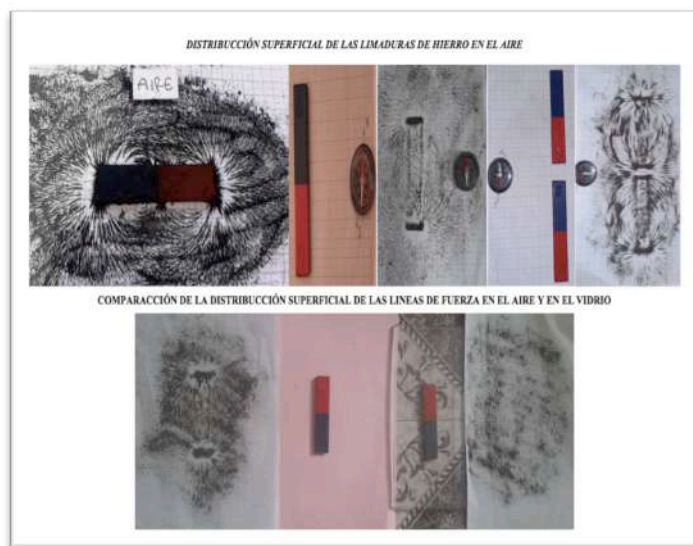 DISTRIBUCCIÓN SUPERFICIAL DE LAS LIMADURAS DE HIERRO EN EL AIRE
AIRE
COMPARACCIÓN DE LA DISTRIBUCCIÓN SUPERFICIAL DE LAS LINEAS DE FUERZA EN EL AIRE Y EN EL VIDRIO